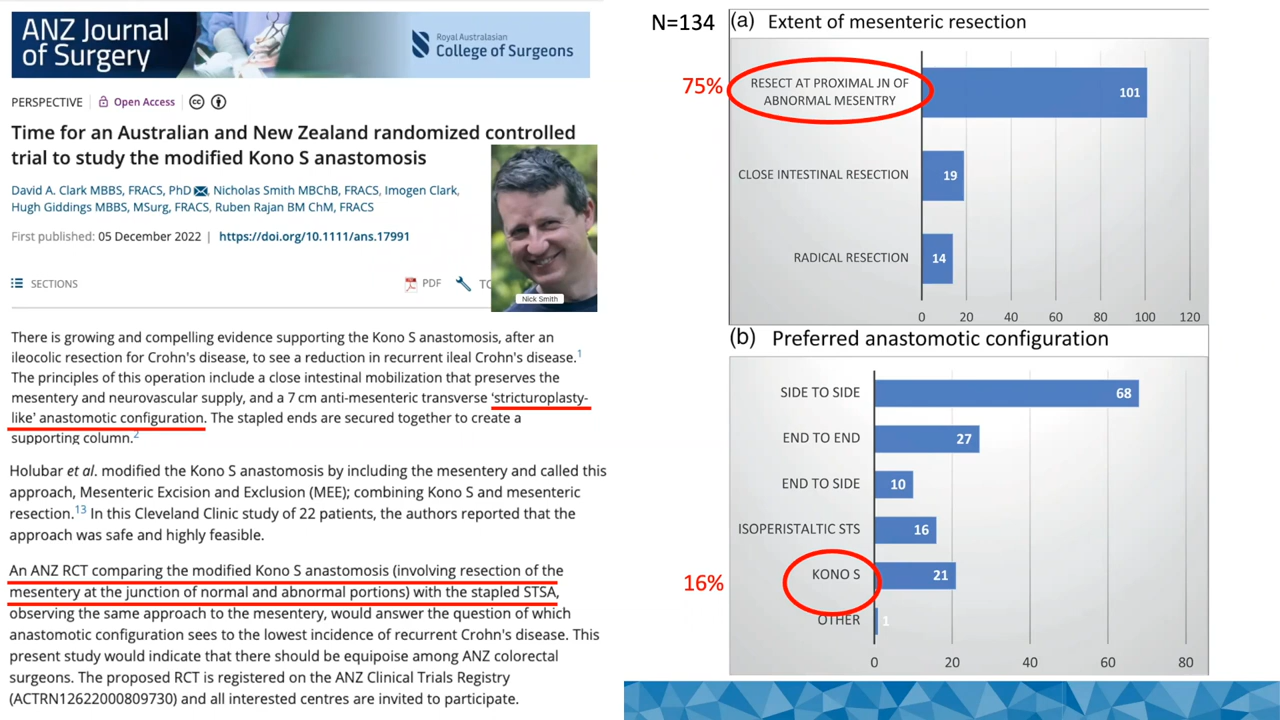 ANZ Journal
of Surgery
Royal Australasian
College of Surgeons
PERSPECTIVE
Open Access
Time for an Australian and New Zealand randomized controlled
trial to study the modified Kono S anastomosis
David A. Clark MBBS, FRACS, PhD, Nicholas Smith MBChB, FRACS, Imogen Clark,
Hugh Giddings MBBS, MSurg, FRACS, Ruben Rajan BM ChM, FRACS
First published: 05 December 2022 | https://doi.org/10.1111/ans.17991
SECTIONS
PDF
TO
Nick Smith
There is growing and compelling evidence supporting the Kono S anastomosis, after an
ileocolic resection for Crohn's disease, to see a reduction in recurrent ileal Crohn's disease.1
The principles of this operation include a close intestinal mobilization that preserves the
mesentery and neurovascular supply, and a 7 cm anti-mesenteric transverse 'stricturoplasty-
like' anastomotic configuration. The stapled ends are secured together to create a
supporting column.2
Holubar et al. modified the Kono S anastomosis by including the mesentery and called this
approach, Mesenteric Excision and Exclusion (MEE); combining Kono S and mesenteric
resection.13 In this Cleveland Clinic study of 22 patients, the authors reported that the
approach was safe and highly feasible.
An ANZ RCT comparing the modified Kono S anastomosis (involving resection of the
mesentery at the junction of normal and abnormal portions) with the stapled STSA,
observing the same approach to the mesentery, would answer the question of which
anastomotic configuration sees to the lowest incidence of recurrent Crohn's disease. This
present study would indicate that there should be equipoise among ANZ colorectal
surgeons. The proposed RCT is registered on the ANZ Clinical Trials Registry
(ACTRN12622000809730) and all interested centres are invited to participate.
N=134
(a) Extent of mesenteric resection
75%
RESECT AT PROXIMAL JN OF
ABNORMAL MESENTRY
101
CLOSE INTESTINAL RESECTION
19
RADICAL RESECTION
14
0 20 40 60 80 100 120
(b) Preferred anastomotic configuration
SIDE TO SIDE
68
END TO END
27
END TO SIDE
10
ISOPERISTALTIC STS
16
16%
KONO S
21
OTHER
1
0 20 40 60 80